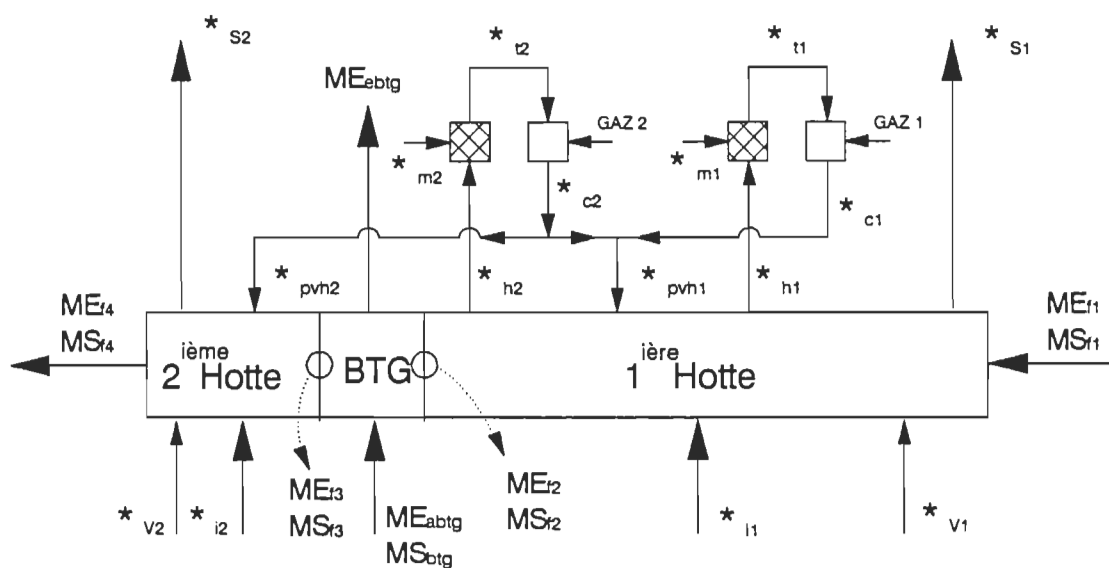 * S2
* t2
* t1
* S1
ME ebtg
GAZ 2
GAZ 1
* m2
* m1
* c2
* c1
* pvh2
* h2
* pvh1
* h1
ME f4
MS f4
ME f1
MS f1
2 ième Hotte
BTG
1 ière Hotte
ME f3
MS f3
ME f2
MS f2
* V2
* i2
ME abtg
MS btg
* i1
* V1